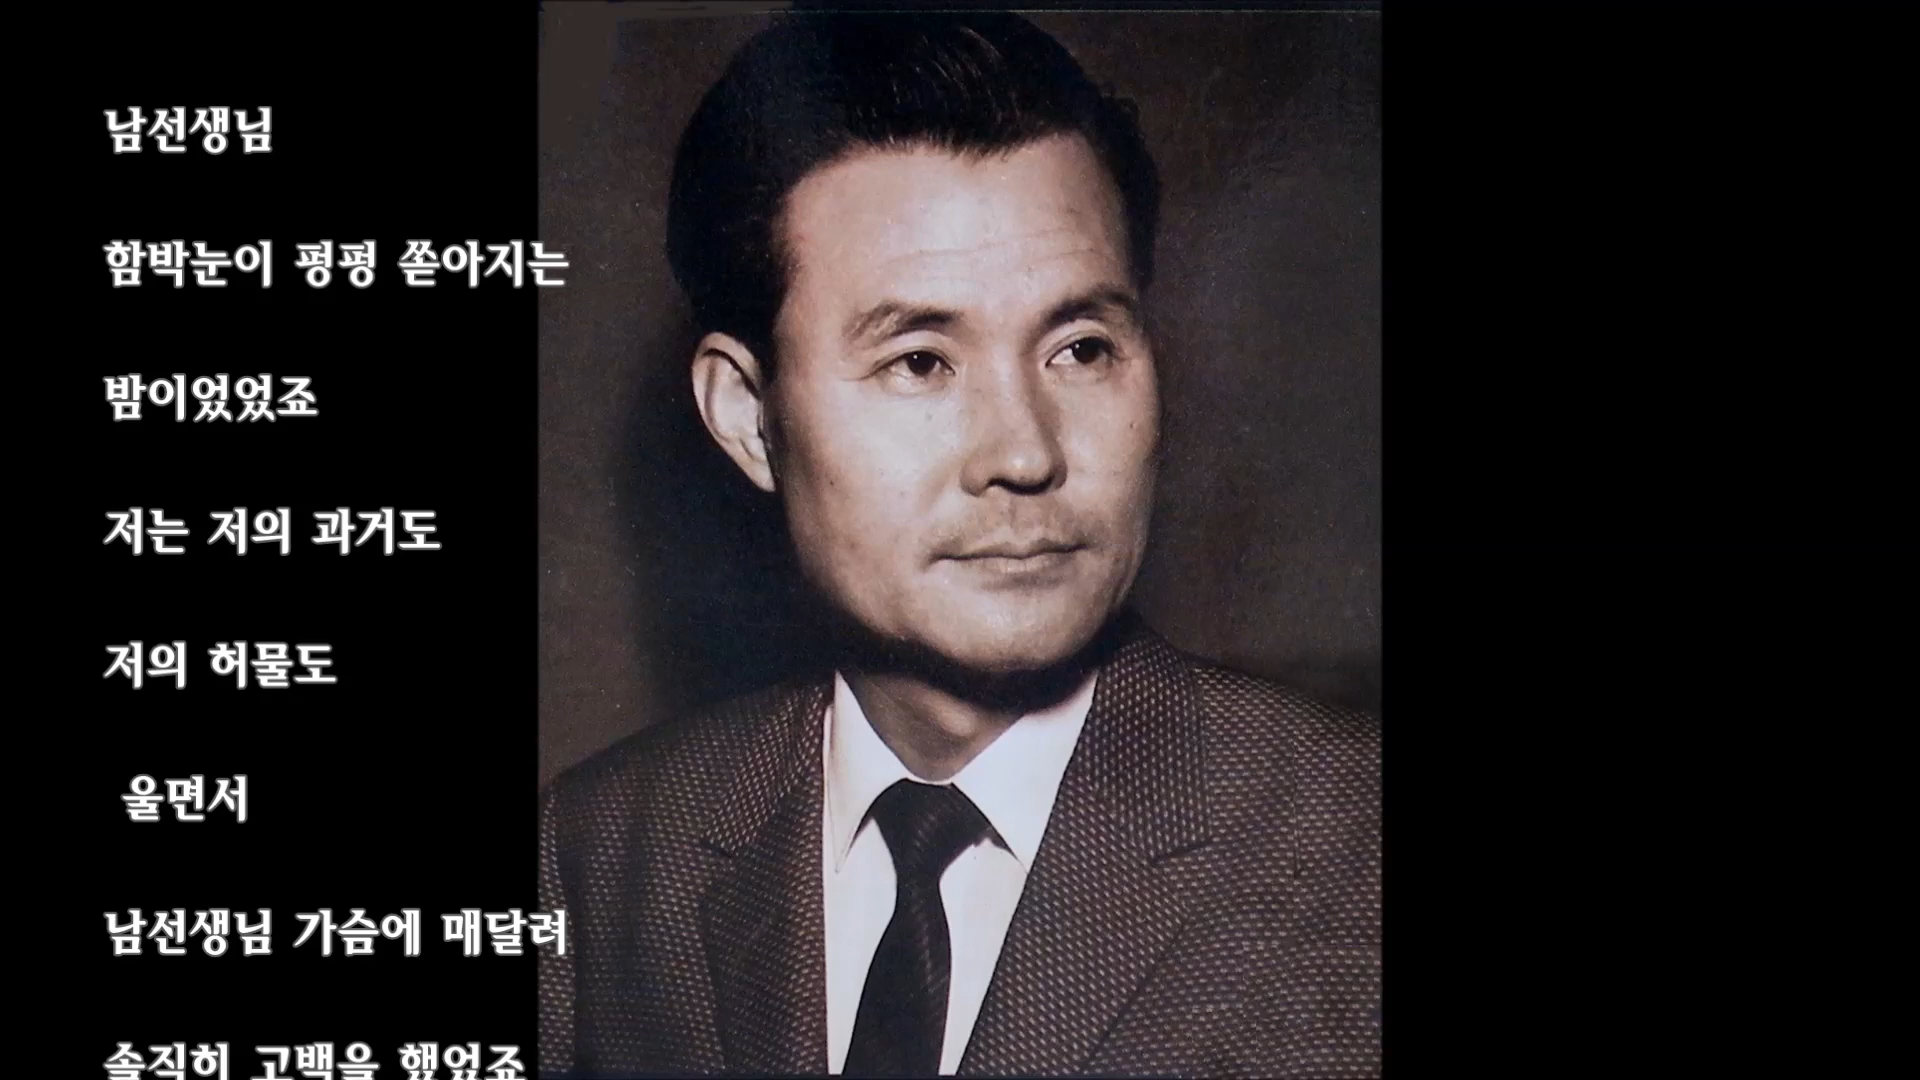 남선생님
함박눈이 펑펑 쏟아지는
밤이었었죠
저는 저의 과거도
저의 허물도
울면서
남선생님 가슴에 매달려
솔직히 고백을 했었죠